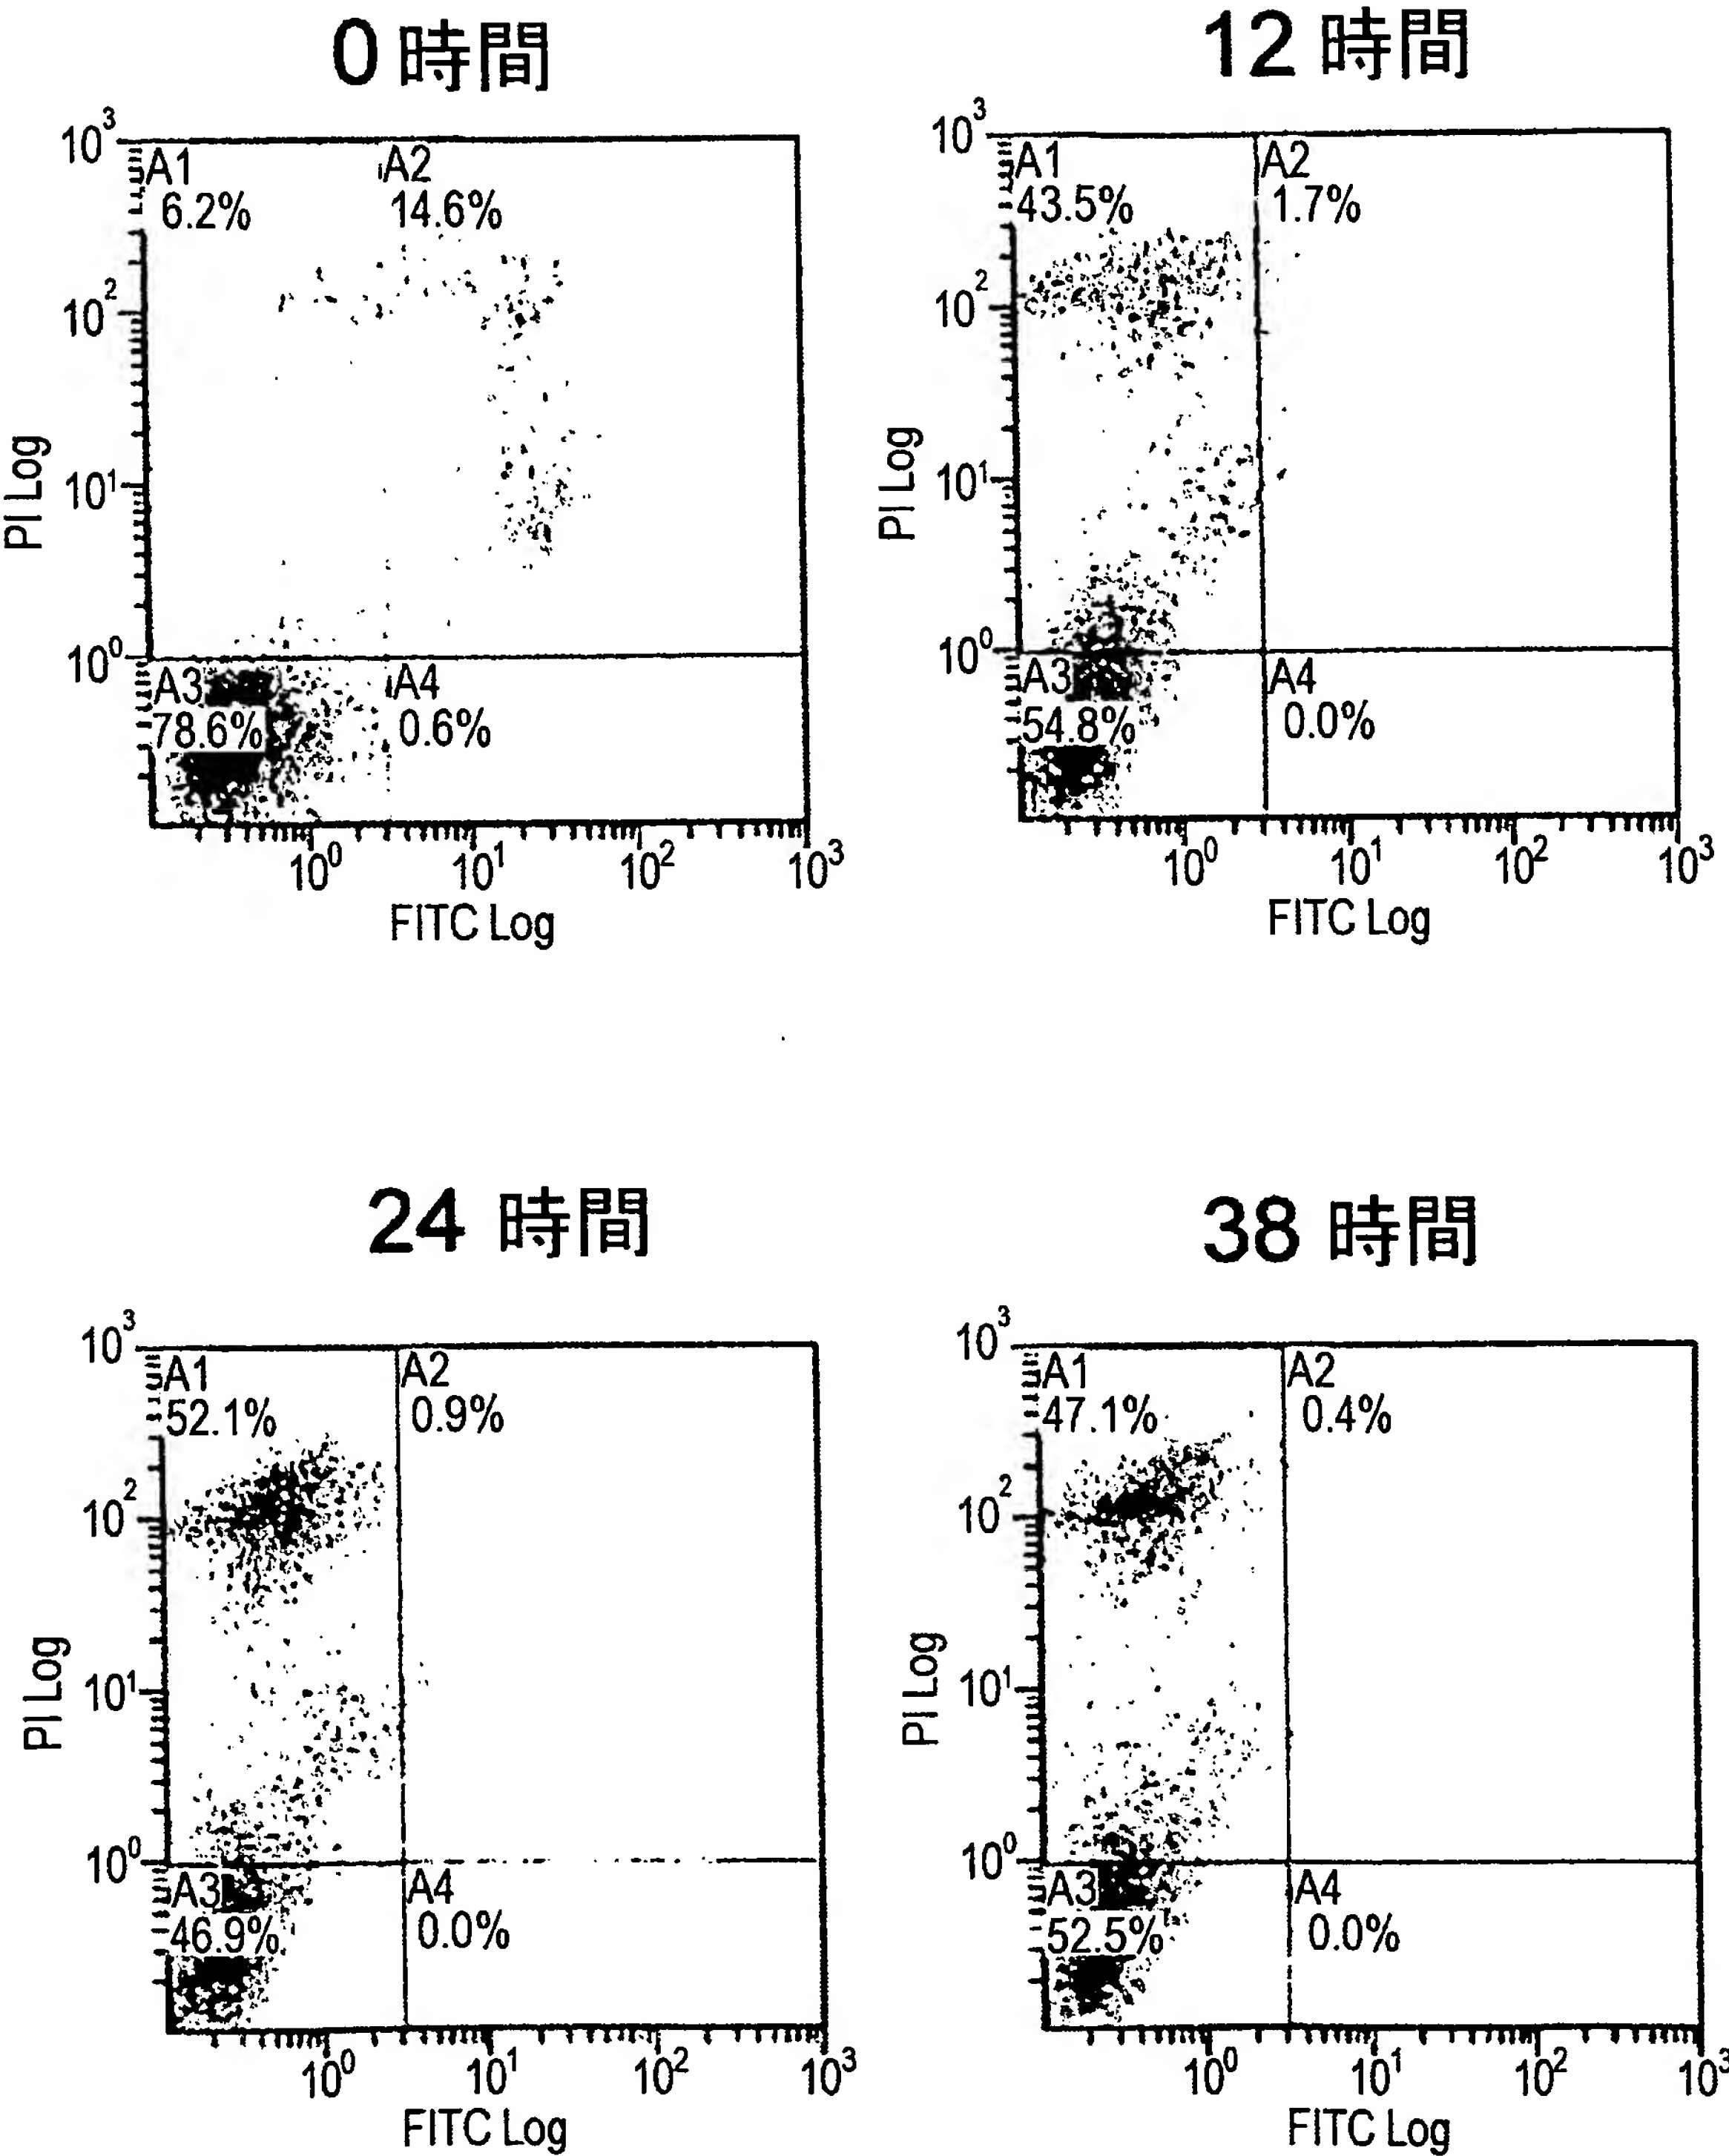 0 時間
10³
A1
A2
6.2%
14.6%
10²
PI Log
10¹
10⁰
A3
A4
78.6%
0.6%
10⁰ 10¹ 10² 10³
FITC Log
12 時間
10³
A1
A2
43.5%
1.7%
10²
PI Log
10¹
10⁰
A3
A4
54.8%
0.0%
10⁰ 10¹ 10² 10³
FITC Log
24 時間
10³
A1
A2
52.1%
0.9%
10²
PI Log
10¹
10⁰
A3
A4
46.9%
0.0%
10⁰ 10¹ 10² 10³
FITC Log
38 時間
10³
A1
A2
47.1%
0.4%
10²
PI Log
10¹
10⁰
A3
A4
52.5%
0.0%
10⁰ 10¹ 10² 10³
FITC Log